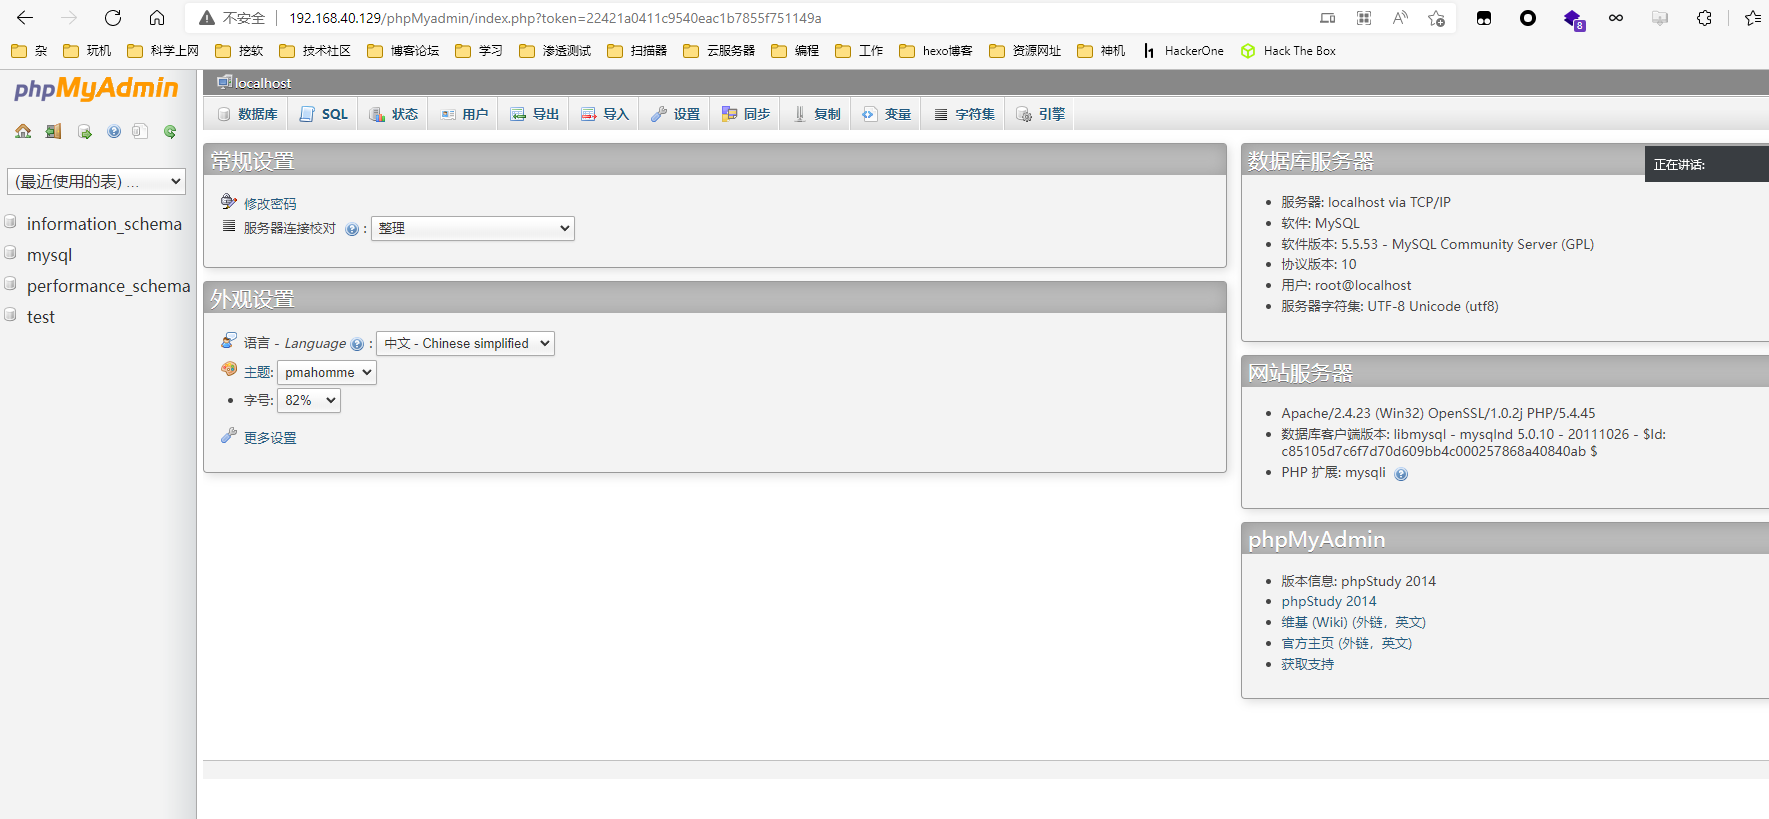 不安全 192.168.40.129/phpMyadmin/index.php?token=22421a0411c9540eac1b7855f751149a
8
杂 玩机 科学上网 挖软 技术社区 博客论坛 学习 渗透测试 扫描器 云服务器 编程 工作 hexo博客 资源网址 神机 HackerOne Hack The Box
phpMyAdmin
(最近使用的表) ...
information_schema
mysql
performance_schema
test
localhost
数据库 SQL 状态 用户 导出 导入 设置 同步 复制 变量 字符集 引擎
常规设置
修改密码
服务器连接校对 : 整理
外观设置
语言 - Language : 中文 - Chinese simplified
主题: pmahomme
字号: 82%
更多设置
数据库服务器
正在讲话:
服务器: localhost via TCP/IP
软件: MySQL
软件版本: 5.5.53 - MySQL Community Server (GPL)
协议版本: 10
用户: root@localhost
服务器字符集: UTF-8 Unicode (utf8)
网站服务器
Apache/2.4.23 (Win32) OpenSSL/1.0.2j PHP/5.4.45
数据库客户端版本: libmysql - mysqlnd 5.0.10 - 20111026 - $Id:
c85105d7c6f7d70d609bb4c000257868a40840ab $
PHP 扩展: mysqli
phpMyAdmin
版本信息: phpStudy 2014
phpStudy 2014
维基 (Wiki) (外链，英文)
官方主页 (外链，英文)
获取支持